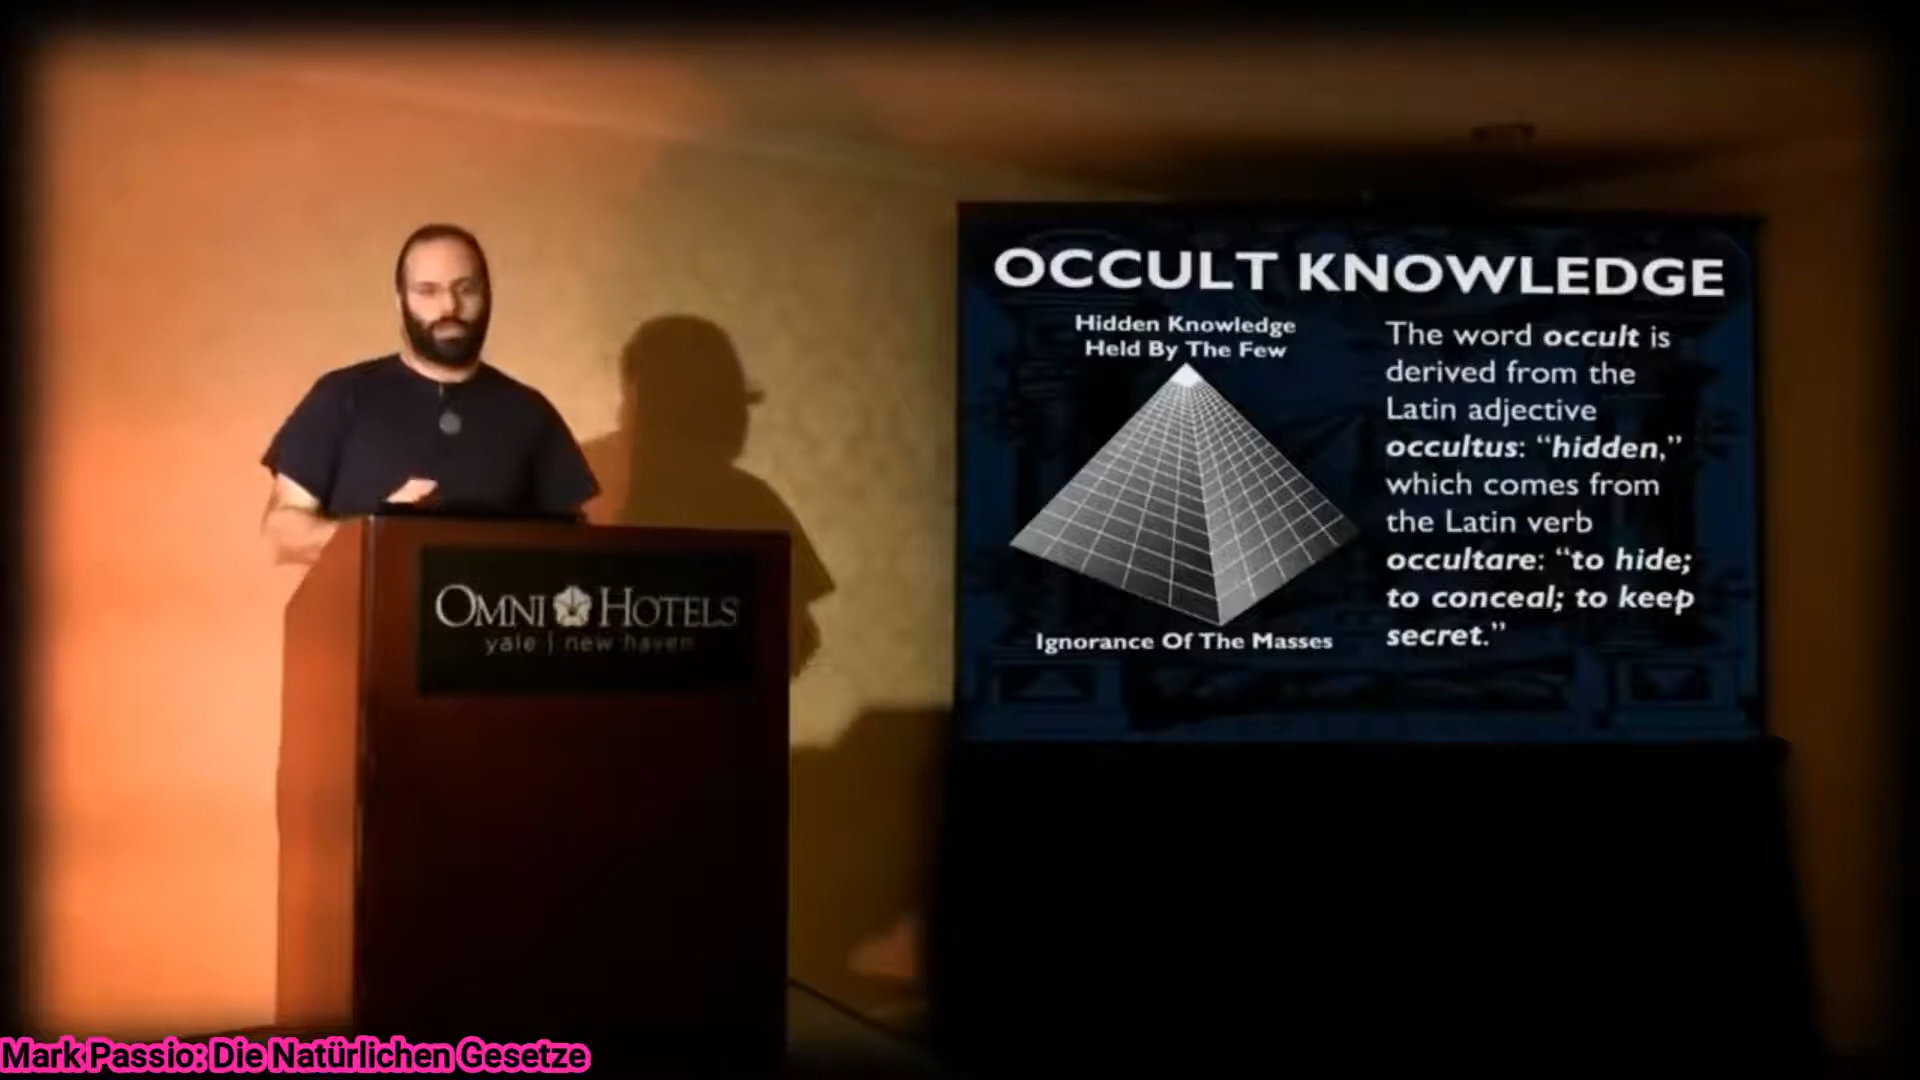 OCCULT KNOWLEDGE
Hidden Knowledge
Held By The Few
Ignorance Of The Masses
The word occult is
derived from the
Latin adjective
occultus: “hidden,”
which comes from
the Latin verb
occultare: “to hide;
to conceal; to keep
secret.”
OMNI HOTELS
yale | new haven
Mark Passio: Die Natürlichen Gesetze